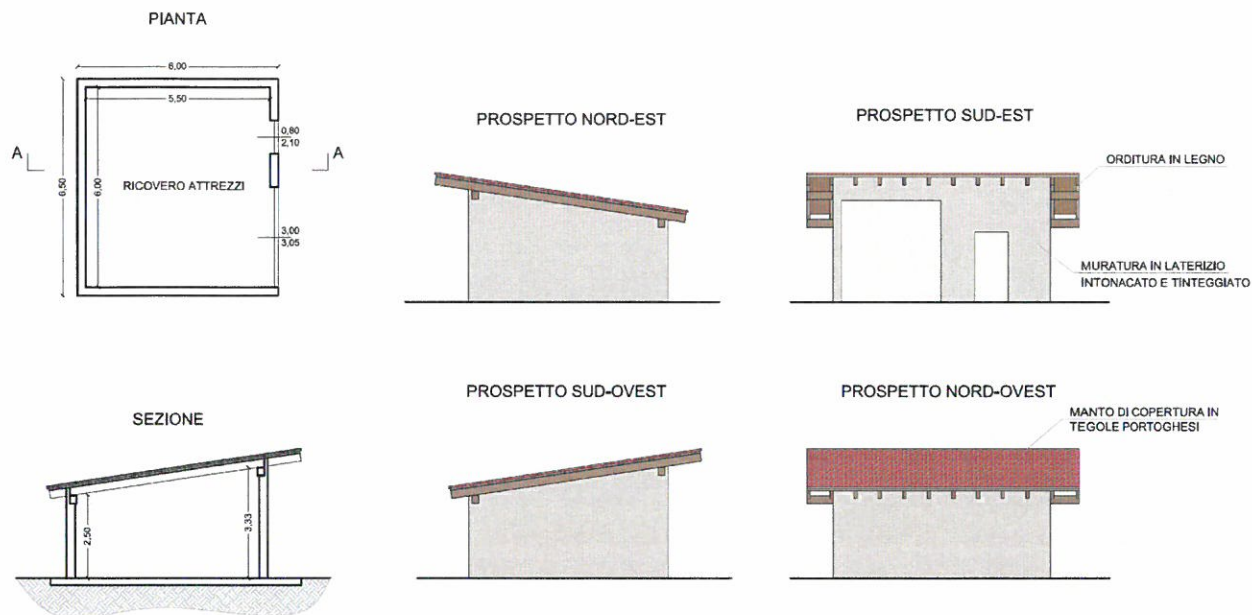 PIANTA
6,00
5,50
0,80
2,10
A
A
6,50
6,00
RICOVERO ATTREZZI
3,00
3,05
PROSPETTO NORD-EST
PROSPETTO SUD-EST
ORDITURA IN LEGNO
MURATURA IN LATERIZIO
INTONACATO E TINTEGGIATO
SEZIONE
2,50
3,33
PROSPETTO SUD-OVEST
PROSPETTO NORD-OVEST
MANTO DI COPERTURA IN
TEGOLE PORTOGHESI